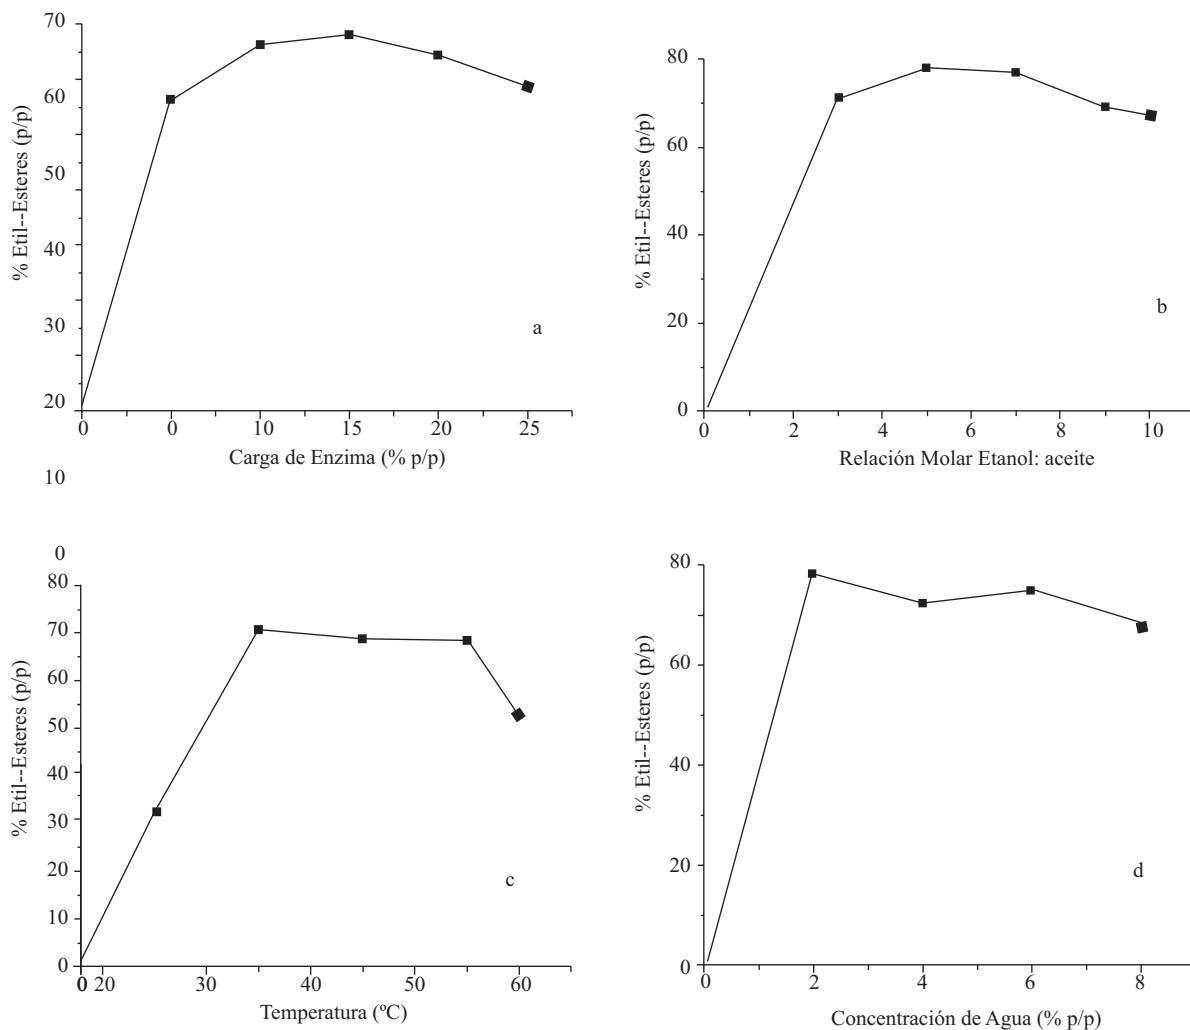 70
60
50
40
30
20
10
0
% Etil--Esteres (p/p)
a
0 0 10 15 20 25
Carga de Enzima (% p/p)
80
60
40
20
0
% Etil--Esteres (p/p)
b
0 2 4 6 8 10
Relación Molar Etanol: aceite
80
70
60
50
40
30
20
10
0
% Etil--Esteres (p/p)
c
0 20 30 40 50 60
Temperatura (ºC)
80
60
40
20
0
% Etil--Esteres (p/p)
d
0 2 4 6 8
Concentración de Agua (% p/p)